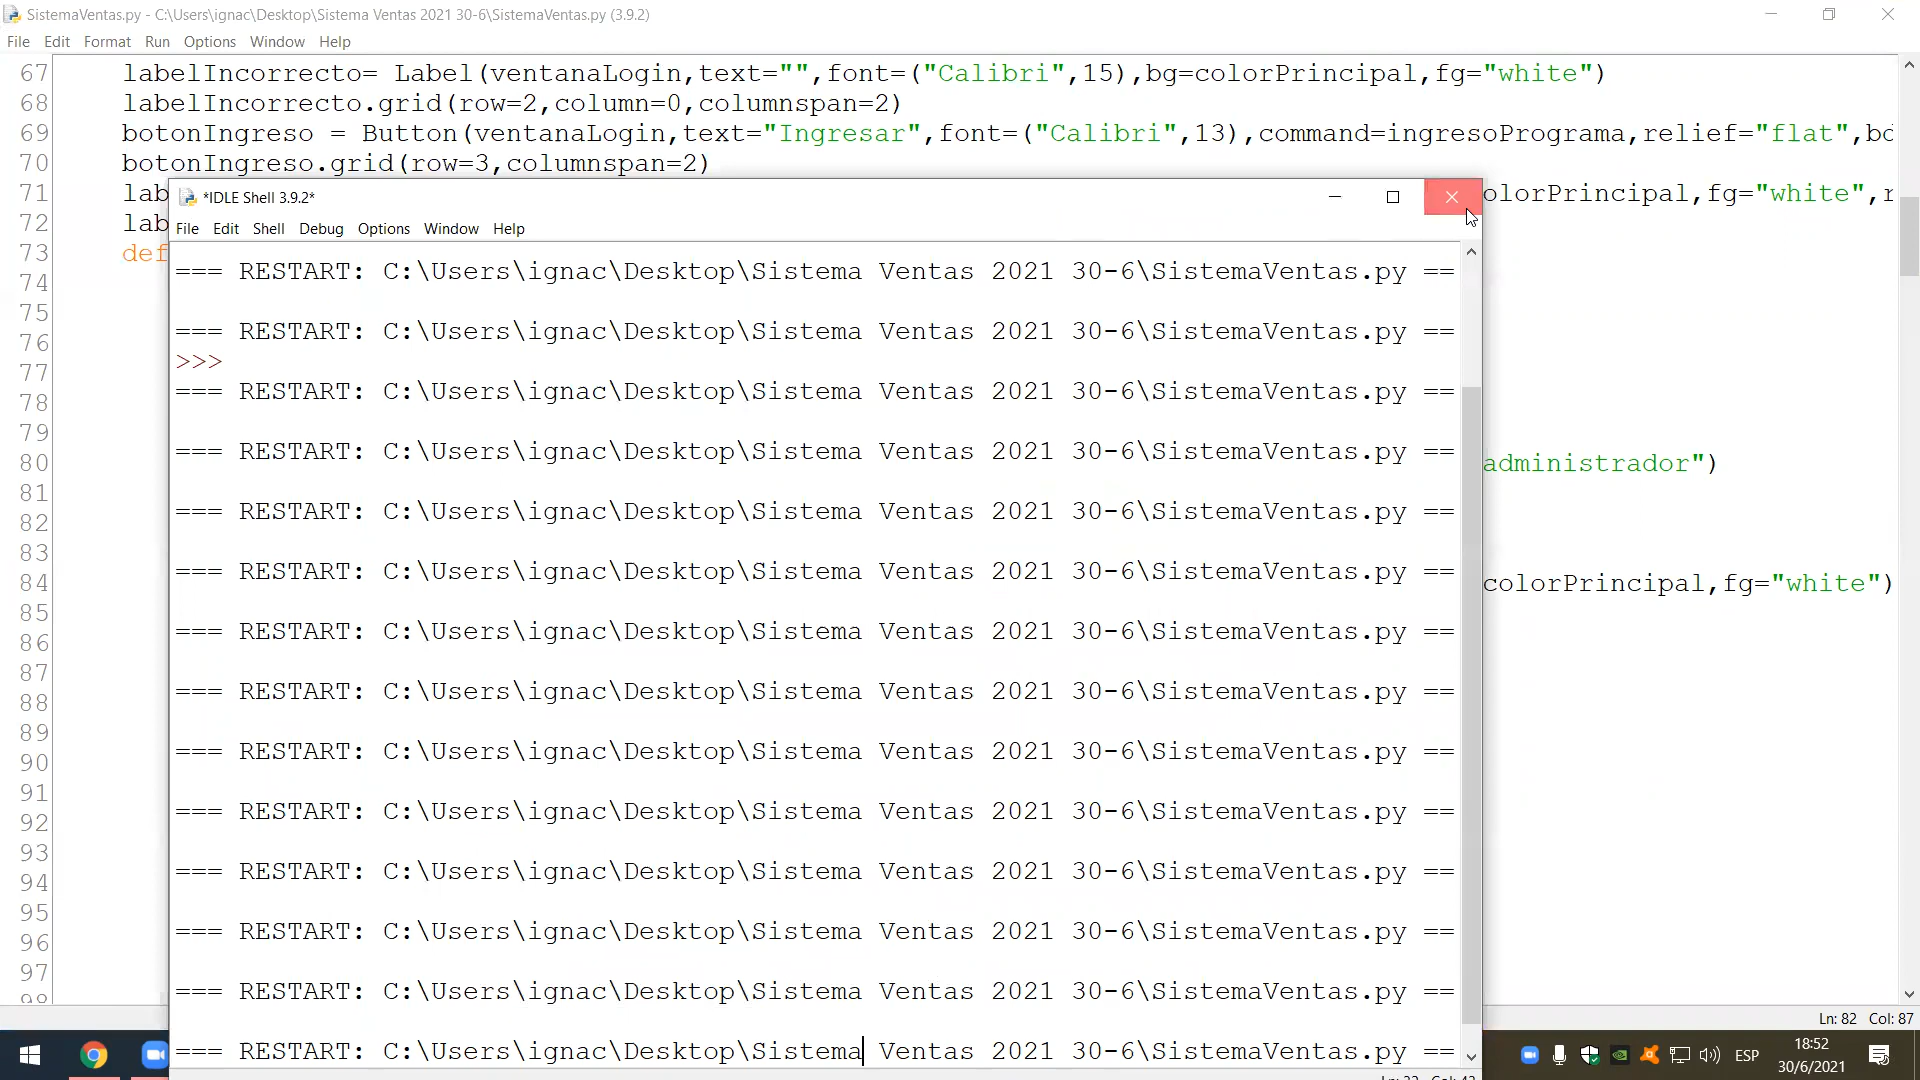 SistemaVentas.py - C:\Users\ignac\Desktop\Sistema Ventas 2021 30-6\SistemaVentas.py (3.9.2)
File Edit Format Run Options Window Help
67 labelIncorrecto= Label(ventanaLogin,text="",font=("Calibri",15),bg=colorPrincipal,fg="white")
68 labelIncorrecto.grid(row=2,column=0,columnspan=2)
69 botonIngreso = Button(ventanaLogin,text="Ingresar",font=("Calibri",13),command=ingresoPrograma,relief="flat",bd
70 botonIngreso.grid(row=3,columnspan=2)
71 lab olorPrincipal,fg="white",r
72 lab
73 def
74
75
76
77
78
79
80 administrador")
81
82
83
84 colorPrincipal,fg="white")
85
86
87
88
89
90
91
92
93
94
95
96
97
98
*IDLE Shell 3.9.2*
File Edit Shell Debug Options Window Help
=== RESTART: C:\Users\ignac\Desktop\Sistema Ventas 2021 30-6\SistemaVentas.py ==
=== RESTART: C:\Users\ignac\Desktop\Sistema Ventas 2021 30-6\SistemaVentas.py ==
>>>
=== RESTART: C:\Users\ignac\Desktop\Sistema Ventas 2021 30-6\SistemaVentas.py ==
=== RESTART: C:\Users\ignac\Desktop\Sistema Ventas 2021 30-6\SistemaVentas.py ==
=== RESTART: C:\Users\ignac\Desktop\Sistema Ventas 2021 30-6\SistemaVentas.py ==
=== RESTART: C:\Users\ignac\Desktop\Sistema Ventas 2021 30-6\SistemaVentas.py ==
=== RESTART: C:\Users\ignac\Desktop\Sistema Ventas 2021 30-6\SistemaVentas.py ==
=== RESTART: C:\Users\ignac\Desktop\Sistema Ventas 2021 30-6\SistemaVentas.py ==
=== RESTART: C:\Users\ignac\Desktop\Sistema Ventas 2021 30-6\SistemaVentas.py ==
=== RESTART: C:\Users\ignac\Desktop\Sistema Ventas 2021 30-6\SistemaVentas.py ==
=== RESTART: C:\Users\ignac\Desktop\Sistema Ventas 2021 30-6\SistemaVentas.py ==
=== RESTART: C:\Users\ignac\Desktop\Sistema Ventas 2021 30-6\SistemaVentas.py ==
=== RESTART: C:\Users\ignac\Desktop\Sistema Ventas 2021 30-6\SistemaVentas.py ==
=== RESTART: C:\Users\ignac\Desktop\Sistema Ventas 2021 30-6\SistemaVentas.py ==
Ln: 82 Col: 87
ESP
18:52
30/6/2021